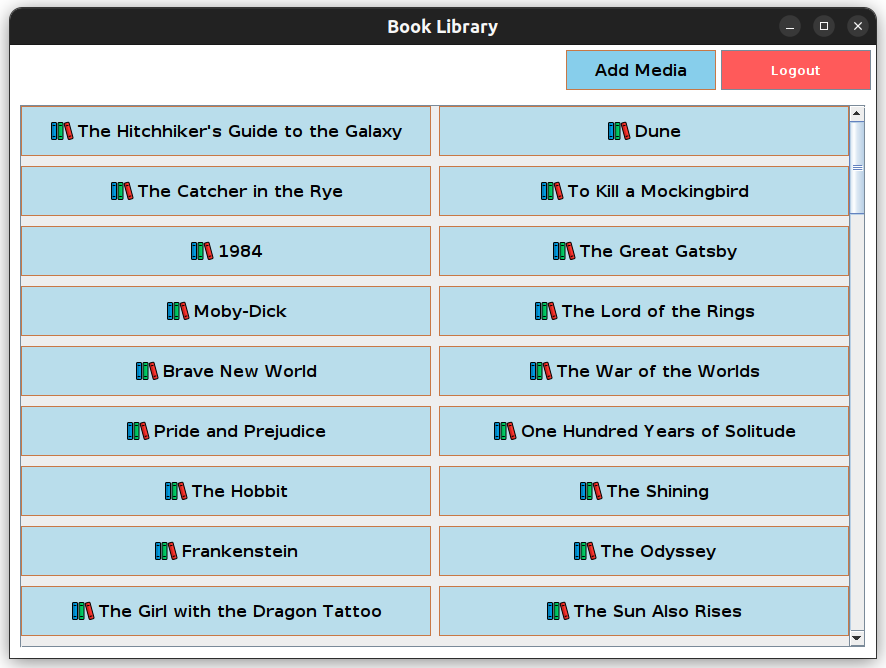 Book Library
Add Media
Logout
The Hitchhiker's Guide to the Galaxy
Dune
The Catcher in the Rye
To Kill a Mockingbird
1984
The Great Gatsby
Moby-Dick
The Lord of the Rings
Brave New World
The War of the Worlds
Pride and Prejudice
One Hundred Years of Solitude
The Hobbit
The Shining
Frankenstein
The Odyssey
The Girl with the Dragon Tattoo
The Sun Also Rises